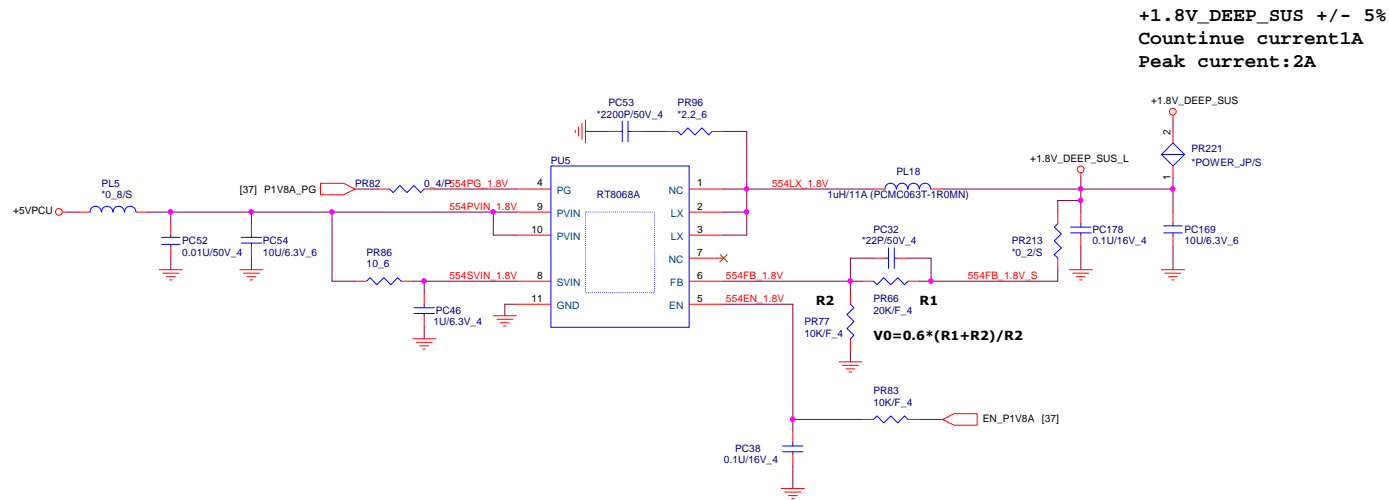 +1.8V_DEEP_SUS +/- 5%
Countinue current1A
Peak current:2A
+1.8V_DEEP_SUS
2
PR221
*POWER_JP/S
1
PC53
*2200P/50V_4
PR96
*2.2_6
PU5
RT8068A
+1.8V_DEEP_SUS_L
PL5
*0_8/S
[37] P1V8A_PG
PR82
0_4/P
554PG_1.8V
4
PG
NC
1
554LX_1.8V
PL18
1uH/11A (PCMC063T-1R0MN)
+5VPCU
554PVIN_1.8V
9
PVIN
LX
2
10
PVIN
LX
3
PC52
0.01U/50V_4
PC54
10U/6.3V_6
NC
7
PC32
*22P/50V_4
PR213
*0_2/S
PC178
0.1U/16V_4
PC169
10U/6.3V_6
PR86
10_6
554SVIN_1.8V
8
SVIN
FB
6
554FB_1.8V
554FB_1.8V_S
11
GND
EN
5
554EN_1.8V
R2
PR66
20K/F_4
R1
PC46
1U/6.3V_4
PR77
10K/F_4
V0=0.6*(R1+R2)/R2
PR83
10K/F_4
EN_P1V8A [37]
PC38
0.1U/16V_4